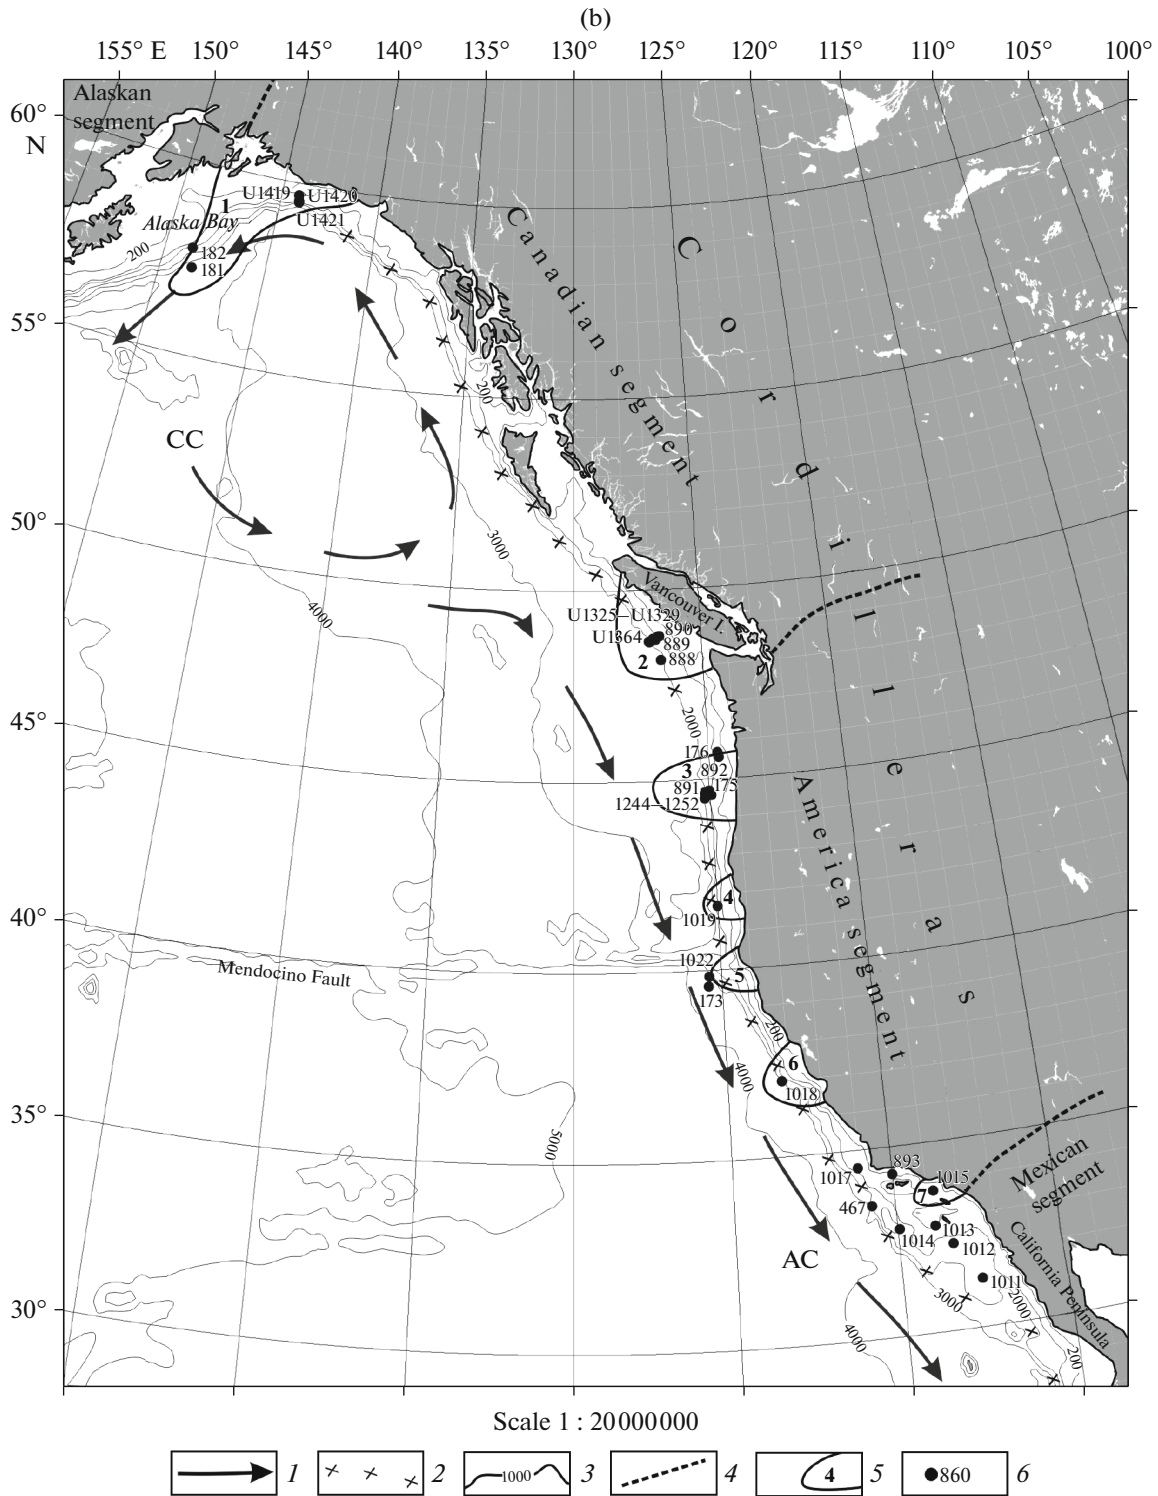 (b)
155° E 150° 145° 140° 135° 130° 125° 120° 115° 110° 105° 100°
Alaskan
segment
60°
N
U1419 U1420
U1421
1
Alaska Bay
200
182
181
55°
Canadian segment
Cordilleras
200
CC
50°
3000
4000
Vancouver I.
U1325–U1329
U1364
890
889
888
2
45°
2000
176
3
892
891
175
1244–1252
America segment
4
1019
40°
1022
Mendocino Fault
5
173
200
4000
6
1018
35°
5000
893
1017
1015
7
Mexican
segment
467
1014
1013
1012
1011
AC
California Peninsula
30°
3000
2000
4000
200
Scale 1 : 20000000
1
2
1000 3
4
4 5
860 6